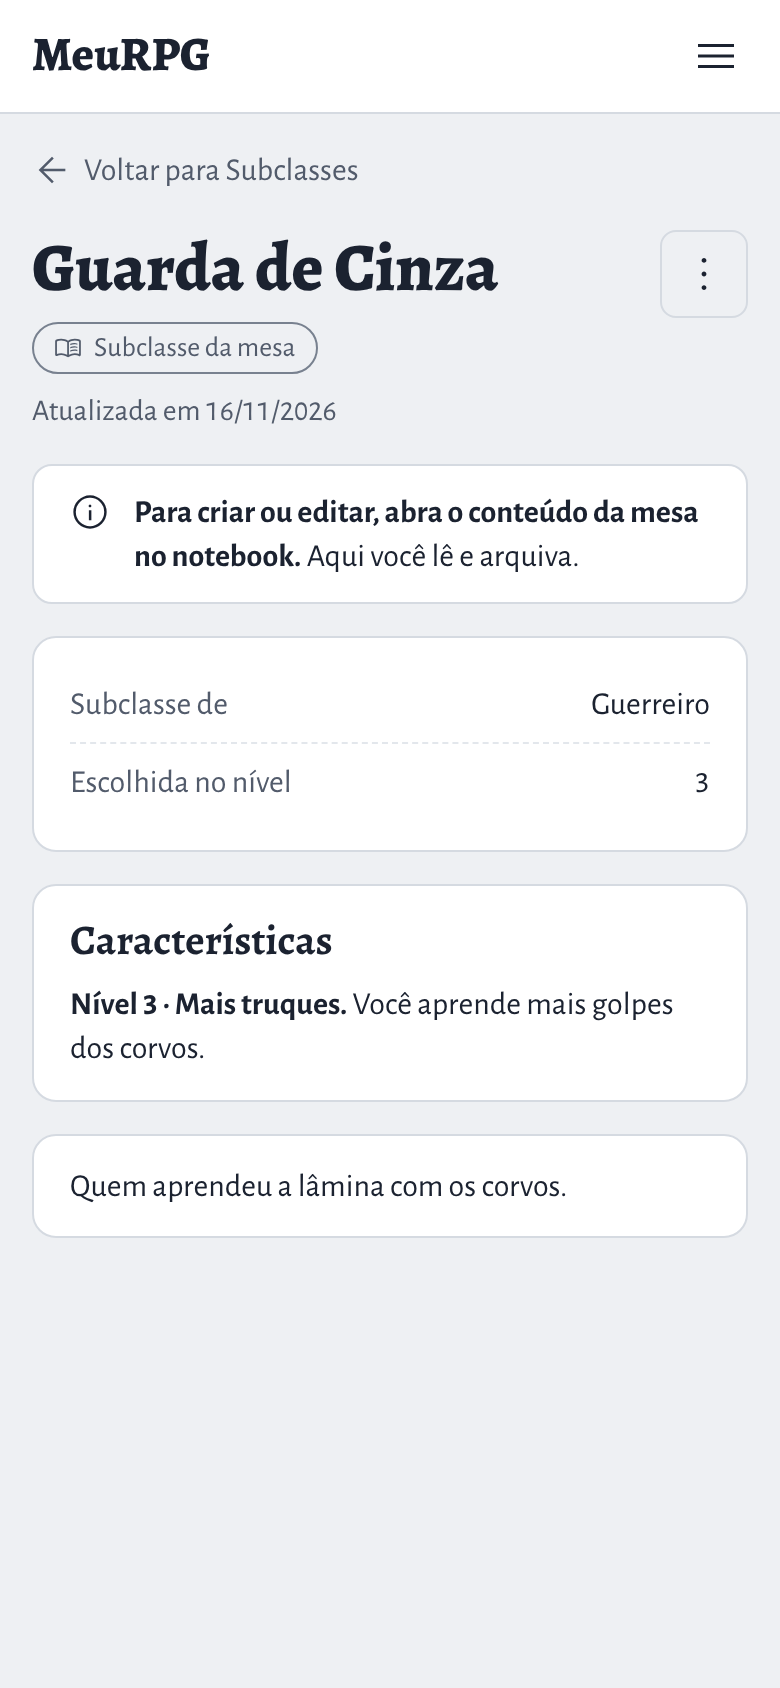 MeuRPG
Voltar para Subclasses
Guarda de Cinza
Subclasse da mesa
Atualizada em 16/11/2026
Para criar ou editar, abra o conteúdo da mesa
no notebook. Aqui você lê e arquiva.
Subclasse de Guerreiro
Escolhida no nível 3
Características
Nível 3 · Mais truques. Você aprende mais golpes
dos corvos.
Quem aprendeu a lâmina com os corvos.